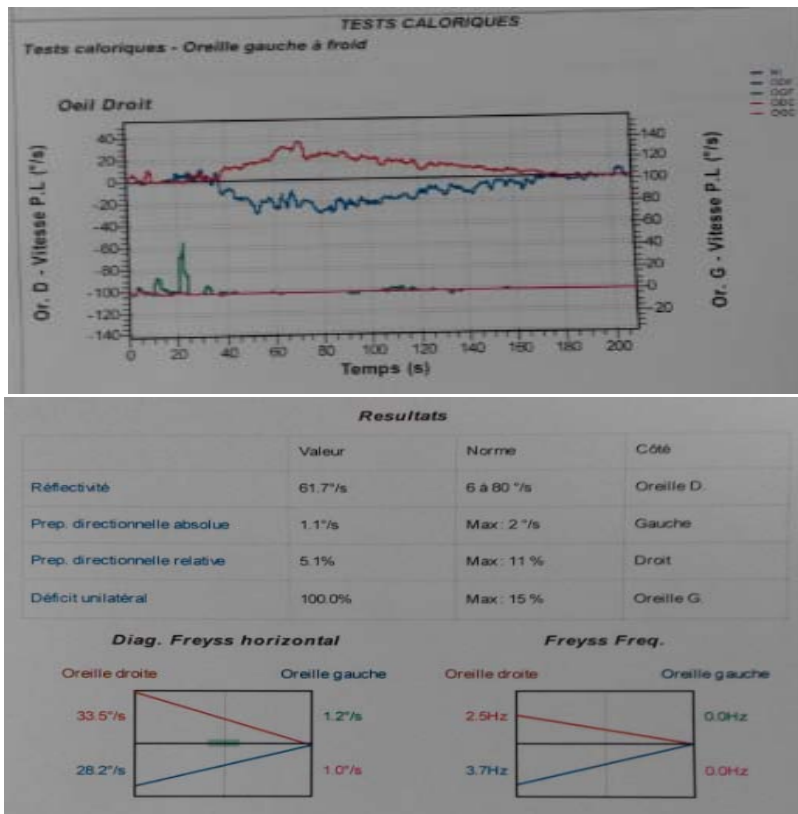 TESTS CALORIQUES
Tests caloriques - Oreille gauche à froid
Oeil Droit
Or. D - Vitesse P.L (°/s)
40
20
0
-20
-40
-60
-80
-100
-120
-140
140
120
100
80
60
40
20
0
-20
Or. G - Vitesse P.L (°/s)
0 20 40 60 80 100 120 140 160 180 200
Temps (s)
Resultats
Valeur Norme Côté
Réflectivité 61.7°/s 6 à 80 °/s Oreille D.
Prep. directionnelle absolue 1.1°/s Max: 2 °/s Gauche
Prep. directionnelle relative 5.1% Max: 11 % Droit
Déficit unilatéral 100.0% Max: 15 % Oreille G.
Diag. Freyss horizontal Freyss Freq.
Oreille droite Oreille gauche Oreille droite Oreille gauche
33.5°/s 1.2°/s 2.5Hz 0.0Hz
28.2°/s 1.0°/s 3.7Hz 0.0Hz